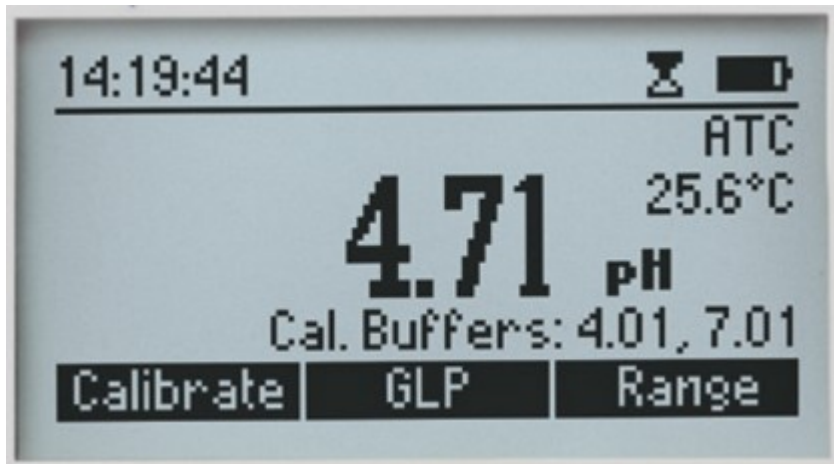 14:19:44
ATC
25.6°C
4.71 pH
Cal. Buffers: 4.01, 7.01
Calibrate GLP Range